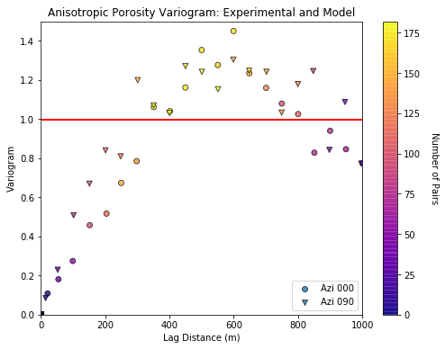 Anisotropic Porosity Variogram: Experimental and Model
1.4
1.2
1.0
0.8
0.6
0.4
0.2
0.0
Variogram
0 200 400 600 800 1000
Lag Distance (m)
Azi 000
Azi 090
175
150
125
100
75
50
25
0
Number of Pairs